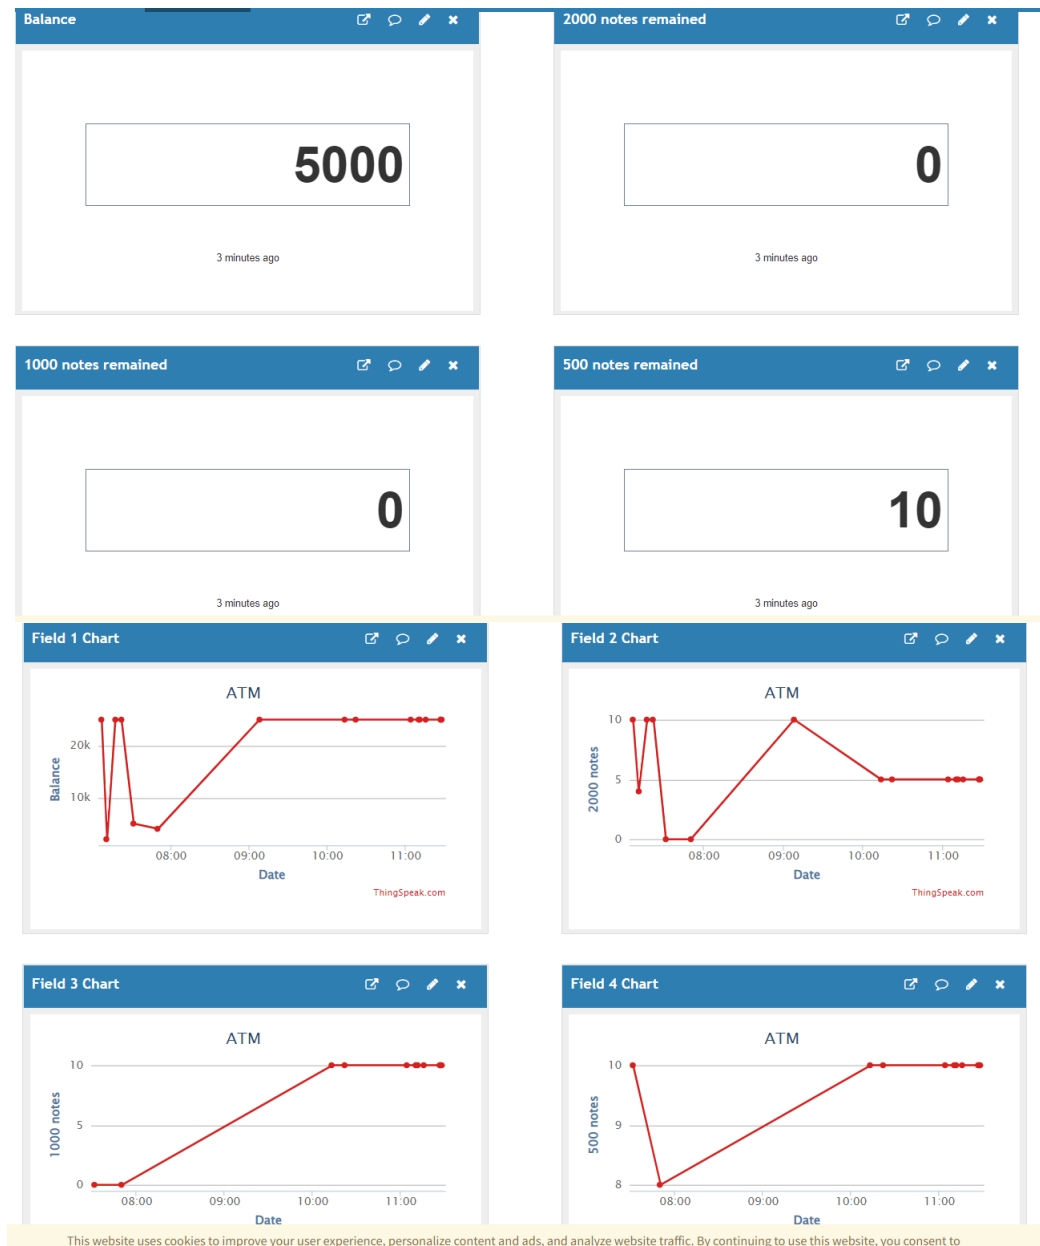 Balance
2000 notes remained
5000
0
3 minutes ago
3 minutes ago
1000 notes remained
500 notes remained
0
10
3 minutes ago
3 minutes ago
Field 1 Chart
Field 2 Chart
ATM
20k
10k
Balance
08:00 09:00 10:00 11:00
Date
ThingSpeak.com
ATM
10
5
0
2000 notes
08:00 09:00 10:00 11:00
Date
ThingSpeak.com
Field 3 Chart
Field 4 Chart
ATM
10
5
0
1000 notes
08:00 09:00 10:00 11:00
Date
ATM
10
9
8
500 notes
08:00 09:00 10:00 11:00
Date
This website uses cookies to improve your user experience, personalize content and ads, and analyze website traffic. By continuing to use this website, you consent to